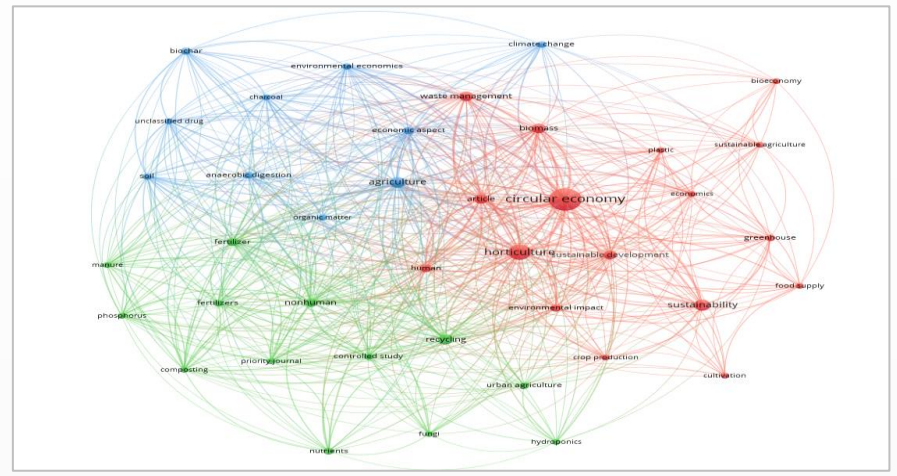 climate change
biochar
environmental economics
bioeconomy
charcoal
waste management
unclassified drug
economic aspect
biomass
sustainable agriculture
plastic
soil
anaerobic digestion
agriculture
economics
article
circular economy
organic matter
fertilizer
greenhouse
horticulture
sustainable development
manure
human
food supply
fertilizers
nonhuman
environmental impact
sustainability
phosphorus
recycling
controlled study
crop production
priority journal
composting
cultivation
urban agriculture
fungi
hydroponics
nutrients